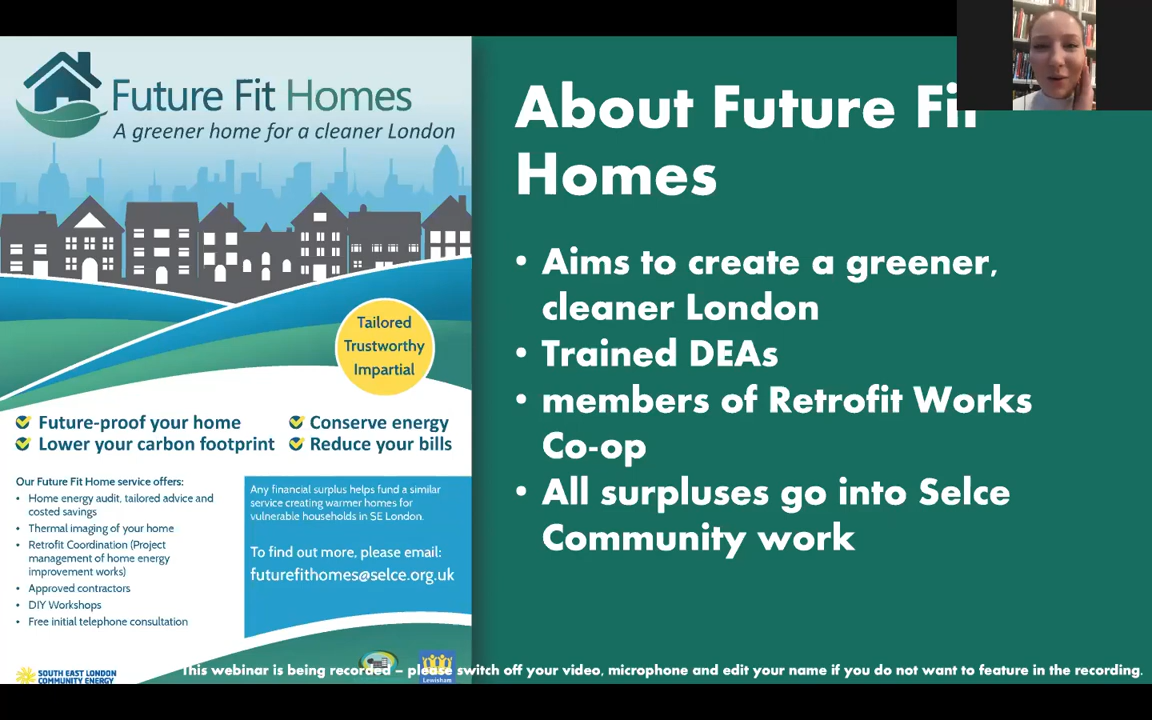 Future Fit Homes
A greener home for a cleaner London
Tailored
Trustworthy
Impartial
Future-proof your home
Lower your carbon footprint
Conserve energy
Reduce your bills
Our Future Fit Home service offers:
• Home energy audit, tailored advice and
costed savings
• Thermal imaging of your home
• Retrofit Coordination (Project
management of home energy
improvement works)
• Approved contractors
• DIY Workshops
• Free initial telephone consultation
Any financial surplus helps fund a similar
service creating warmer homes for
vulnerable households in SE London.
To find out more, please email:
futurefithomes@selce.org.uk
SOUTH EAST LONDON
COMMUNITY ENERGY
Lewisham
About Future Fit
Homes
• Aims to create a greener,
cleaner London
• Trained DEAs
• members of Retrofit Works
Co-op
• All surpluses go into Selce
Community work
This webinar is being recorded – please switch off your video, microphone and edit your name if you do not want to feature in the recording.